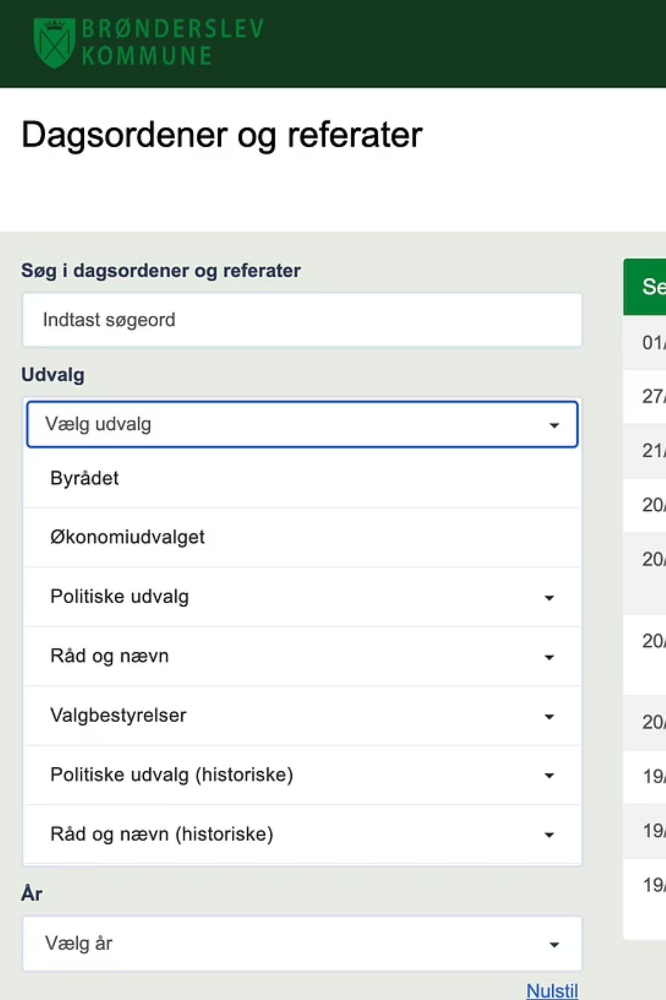 BRØNDERSLEV
KOMMUNE
Dagsordener og referater
Søg i dagsordener og referater
Indtast søgeord
Udvalg
Vælg udvalg
Byrådet
Økonomiudvalget
Politiske udvalg
Råd og nævn
Valgbestyrelser
Politiske udvalg (historiske)
Råd og nævn (historiske)
År
Vælg år
Nulstil
Se
01/
27/
21/
20/
20/
20/
20/
19/
19/
19/